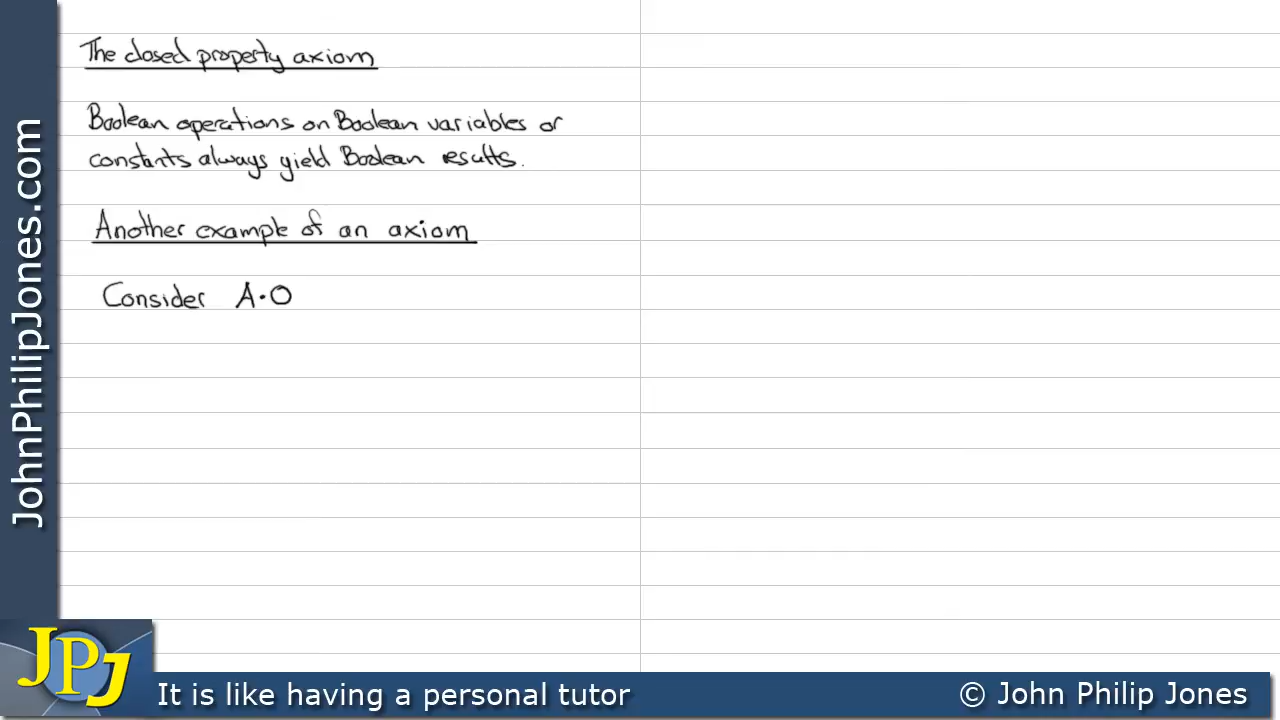 The closed property axiom
Boolean operations on Boolean variables or
constants always yield Boolean results.
Another example of an axiom
Consider A·0
JohnPhilipJones.com
JPJ
It is like having a personal tutor
© John Philip Jones